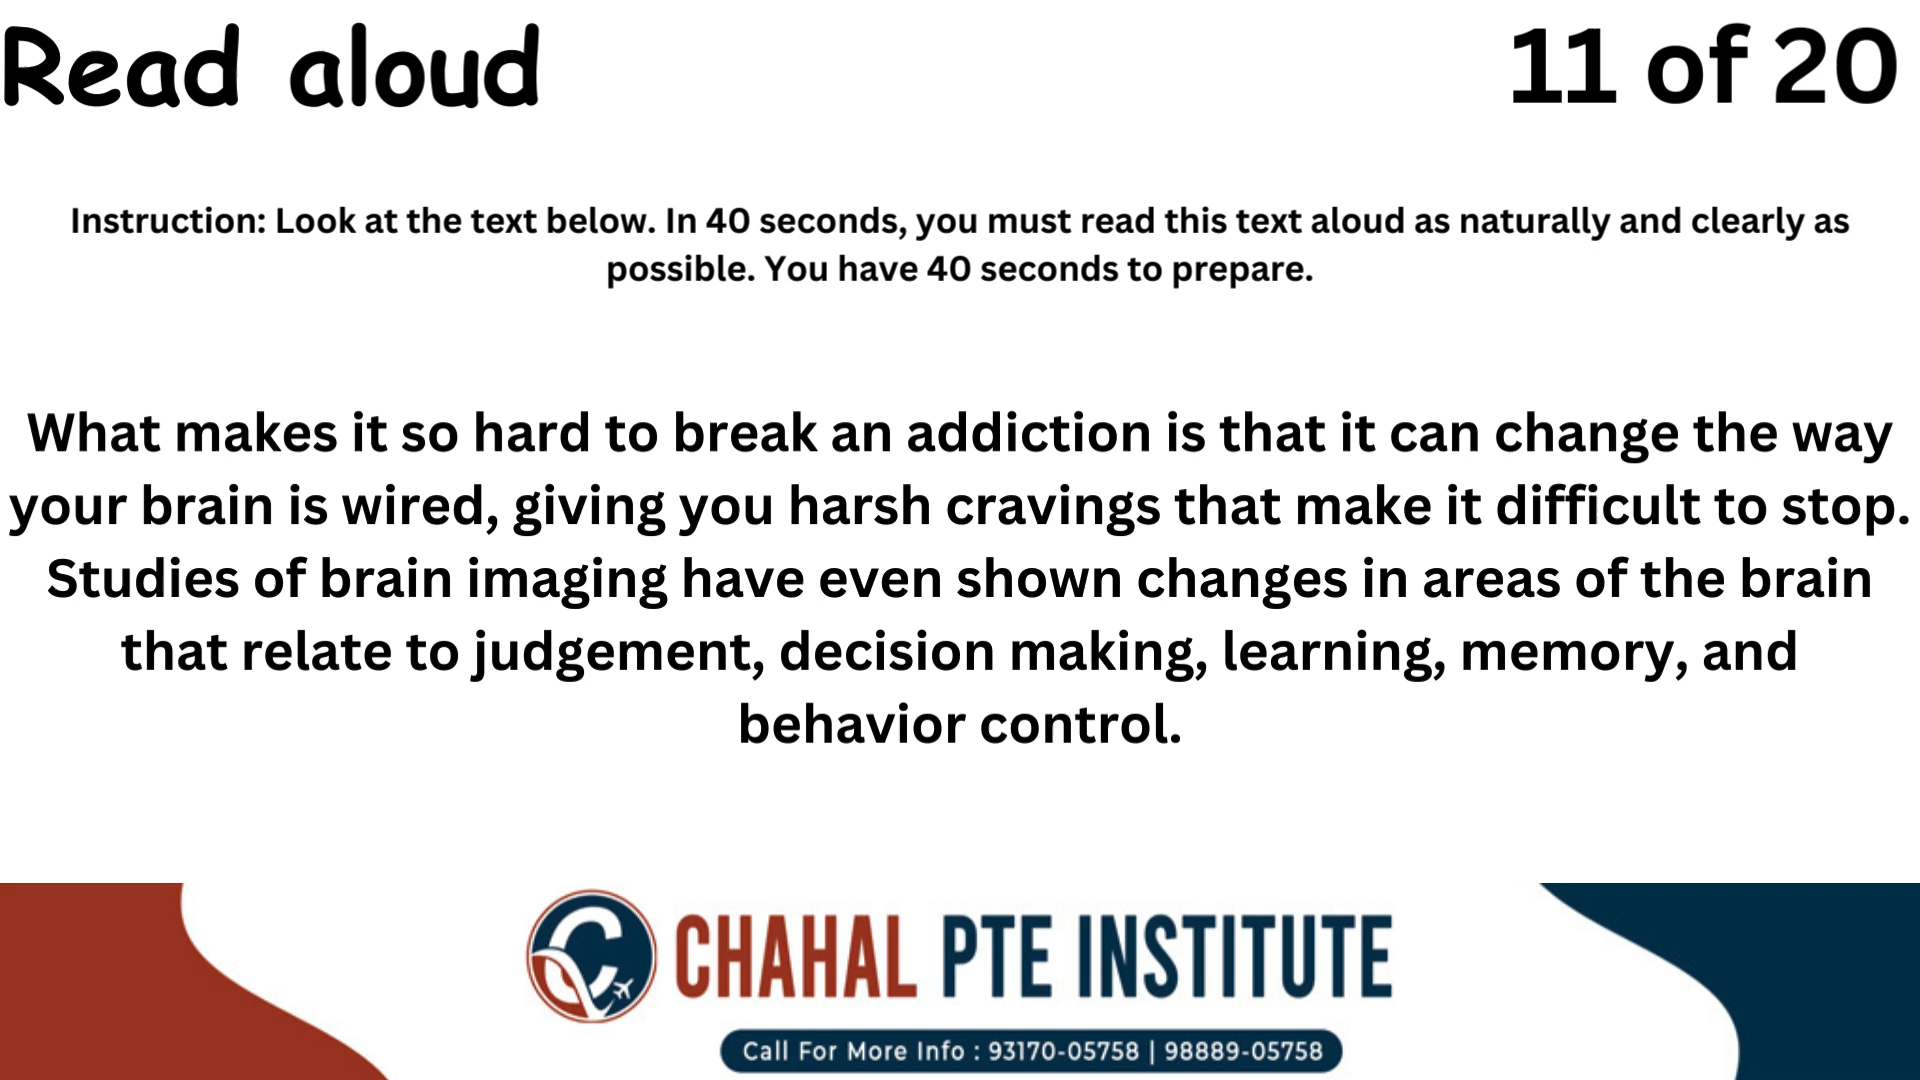 Read aloud
11 of 20
Instruction: Look at the text below. In 40 seconds, you must read this text aloud as naturally and clearly as
possible. You have 40 seconds to prepare.
What makes it so hard to break an addiction is that it can change the way
your brain is wired, giving you harsh cravings that make it difficult to stop.
Studies of brain imaging have even shown changes in areas of the brain
that relate to judgement, decision making, learning, memory, and
behavior control.
CHAHAL PTE INSTITUTE
Call For More Info : 93170-05758 | 98889-05758